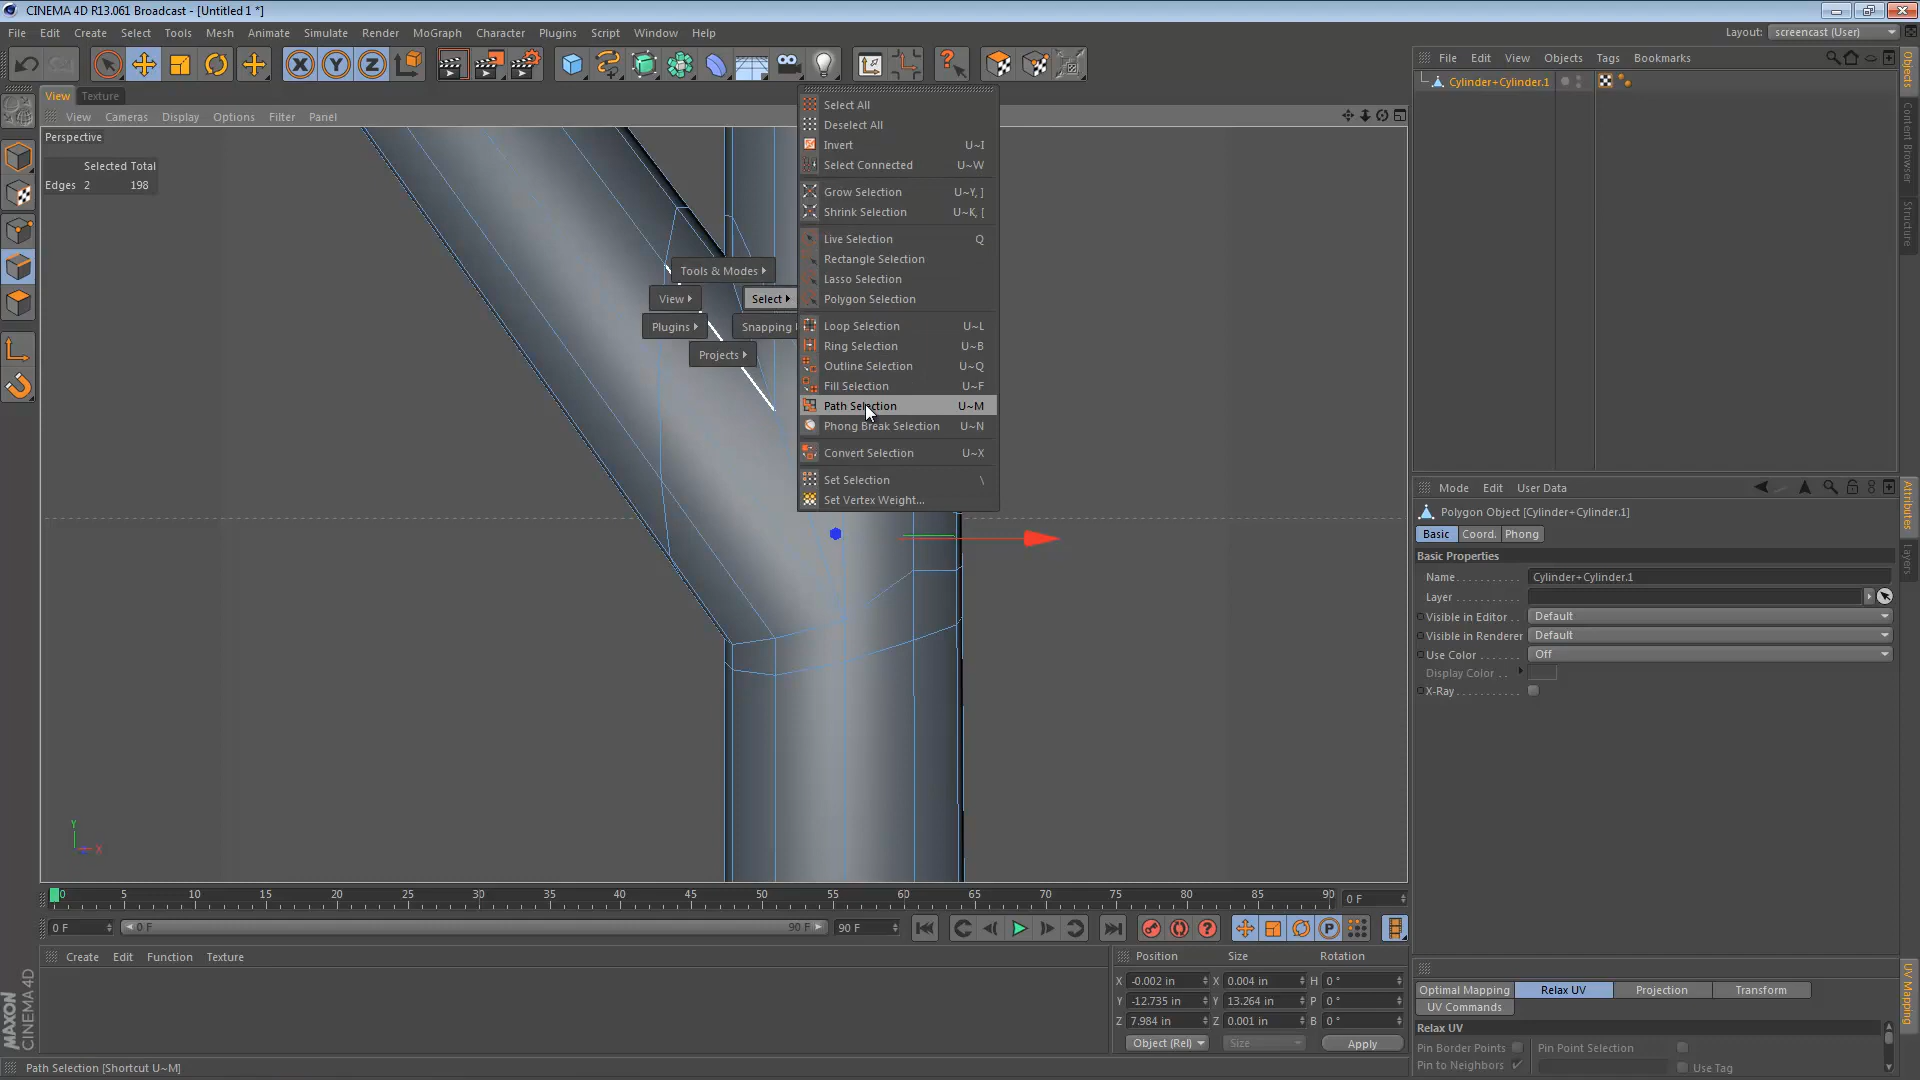 CINEMA 4D R13.061 Broadcast - [Untitled 1 *]
File Edit Create Select Tools Mesh Animate Simulate Render MoGraph Character Plugins Script Window Help
Layout: screencast (User)
View Texture
View Cameras Display Options Filter Panel
Perspective
Selected Total
Edges 2 198
Tools & Modes
View
Select
Plugins
Snapping
Projects
Select All
Deselect All
Invert U~I
Select Connected U~W
Grow Selection U~Y, ]
Shrink Selection U~K, [
Live Selection Q
Rectangle Selection
Lasso Selection
Polygon Selection
Loop Selection U~L
Ring Selection U~B
Outline Selection U~Q
Fill Selection U~F
Path Selection U~M
Phong Break Selection U~N
Convert Selection U~X
Set Selection \
Set Vertex Weight...
Y
X
File Edit View Objects Tags Bookmarks
Cylinder+Cylinder.1
Objects
Content Browser
Structure
Mode Edit User Data
Polygon Object [Cylinder+Cylinder.1]
Basic Coord. Phong
Basic Properties
Name Cylinder+Cylinder.1
Layer
Visible in Editor Default
Visible in Renderer Default
Use Color Off
Display Color
X-Ray
Attributes
Layers
0 5 10 15 20 25 30 35 40 45 50 55 60 65 70 75 80 85 90
0 F
0 F 0 F 90 F 90 F
P
Create Edit Function Texture
MAXON CINEMA 4D
Position Size Rotation
X -0.002 in X 0.004 in H 0 °
Y -12.735 in Y 13.264 in P 0 °
Z 7.984 in Z 0.001 in B 0 °
Object (Rel) Size Apply
Optimal Mapping Relax UV Projection Transform
UV Commands
Relax UV
Pin Border Points Pin Point Selection
Pin to Neighbors Use Tag
UV Mapping
Path Selection [Shortcut U~M]